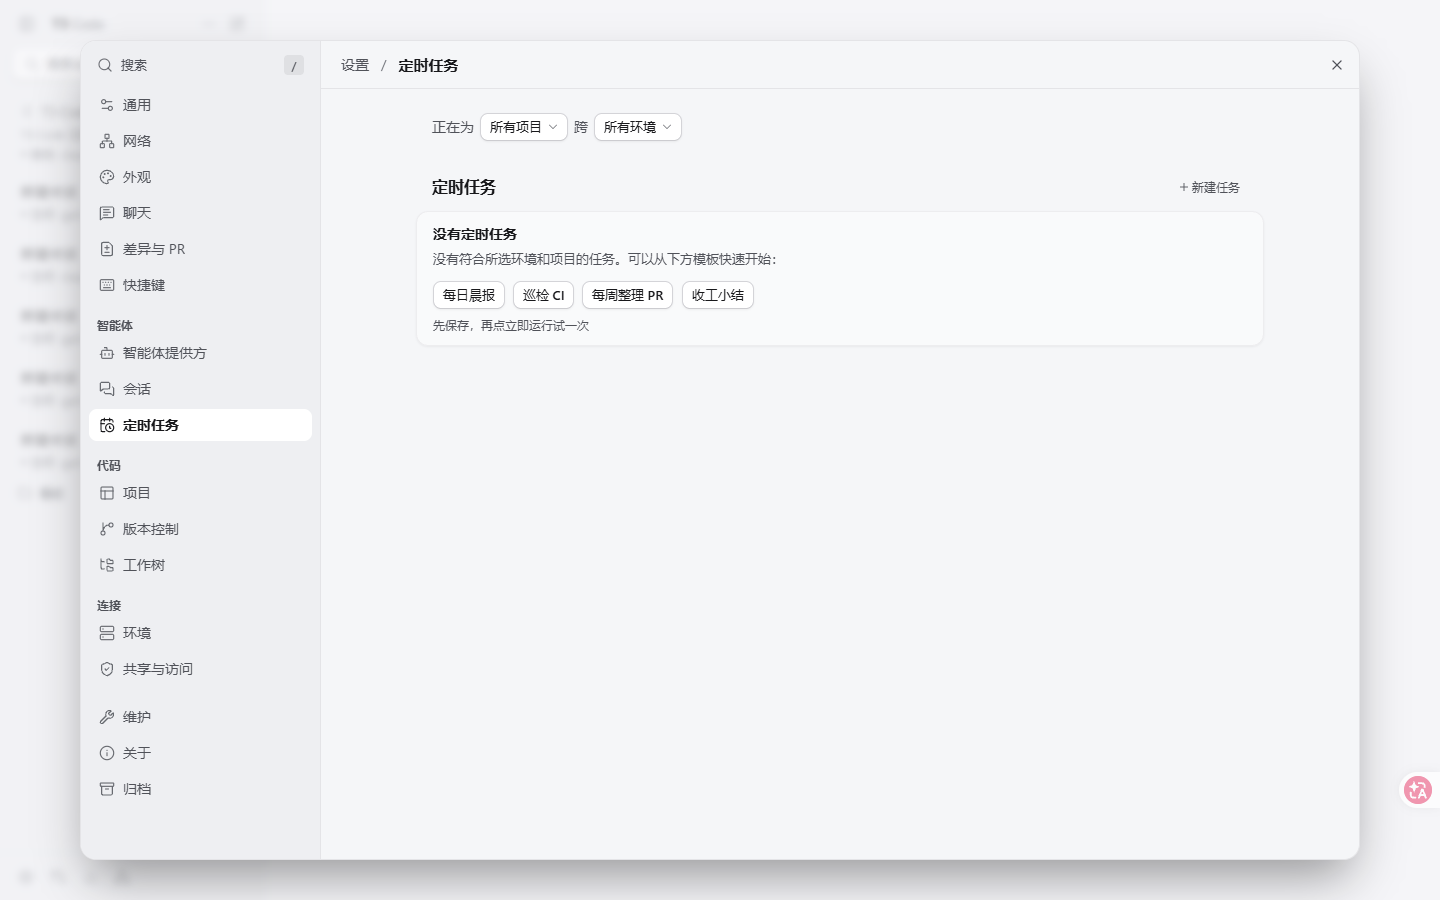 搜索 /
通用
网络
外观
聊天
差异与 PR
快捷键
智能体
智能体提供方
会话
定时任务
代码
项目
版本控制
工作树
连接
环境
共享与访问
维护
关于
归档
设置 / 定时任务
正在为 所有项目 跨 所有环境
定时任务
+ 新建任务
没有定时任务
没有符合所选环境和项目的任务。可以从下方模板快速开始：
每日晨报 巡检 CI 每周整理 PR 收工小结
先保存，再点立即运行试一次